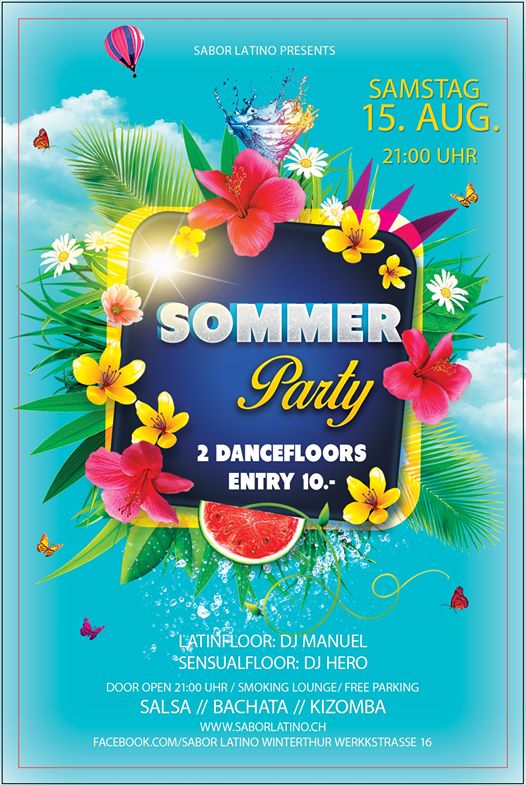 SABOR LATINO PRESENTS
SAMSTAG
15. AUG.
21:00 UHR
SOMMER
Party
2 DANCEFLOORS
ENTRY 10.-
LATINFLOOR: DJ MANUEL
SENSUALFLOOR: DJ HERO
DOOR OPEN 21:00 UHR / SMOKING LOUNGE/ FREE PARKING
SALSA // BACHATA // KIZOMBA
WWW.SABORLATINO.CH
FACEBOOK.COM/SABOR LATINO WINTERTHUR WERKKSTRASSE 16